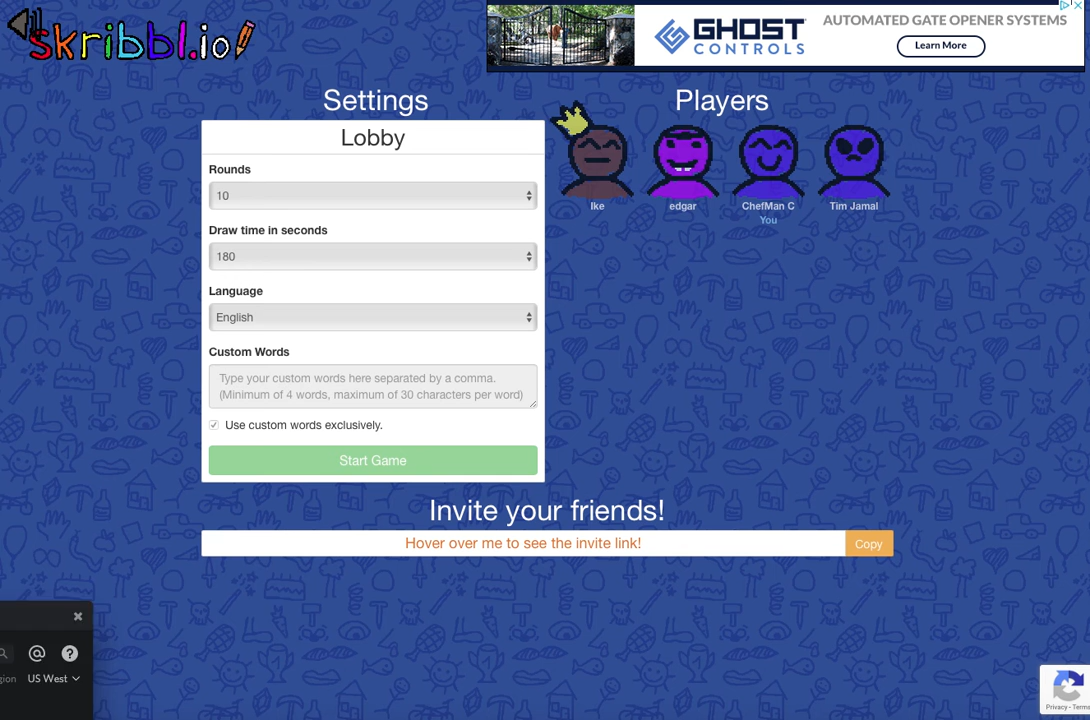 skribbl.io
GHOST
CONTROLS
AUTOMATED GATE OPENER SYSTEMS
Learn More
Settings
Lobby
Rounds
10
Draw time in seconds
180
Language
English
Custom Words
Type your custom words here separated by a comma.
(Minimum of 4 words, maximum of 30 characters per word)
Use custom words exclusively.
Start Game
Players
Ike
edgar
ChefMan C
Tim Jamal
You
Invite your friends!
Hover over me to see the invite link!
Copy
gion
US West
Privacy - Terms